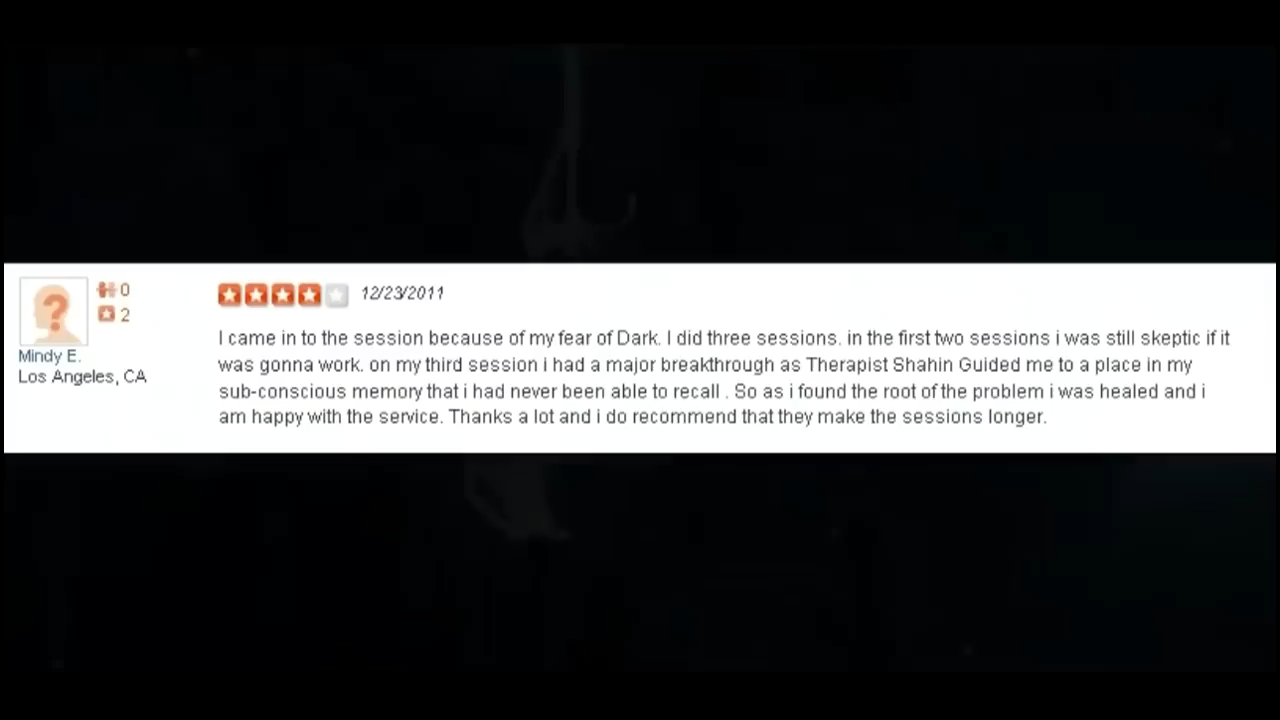 0
2
Mindy E.
Los Angeles, CA
12/23/2011
I came in to the session because of my fear of Dark. I did three sessions. in the first two sessions i was still skeptic if it
was gonna work. on my third session i had a major breakthrough as Therapist Shahin Guided me to a place in my
sub-conscious memory that i had never been able to recall . So as i found the root of the problem i was healed and i
am happy with the service. Thanks a lot and i do recommend that they make the sessions longer.